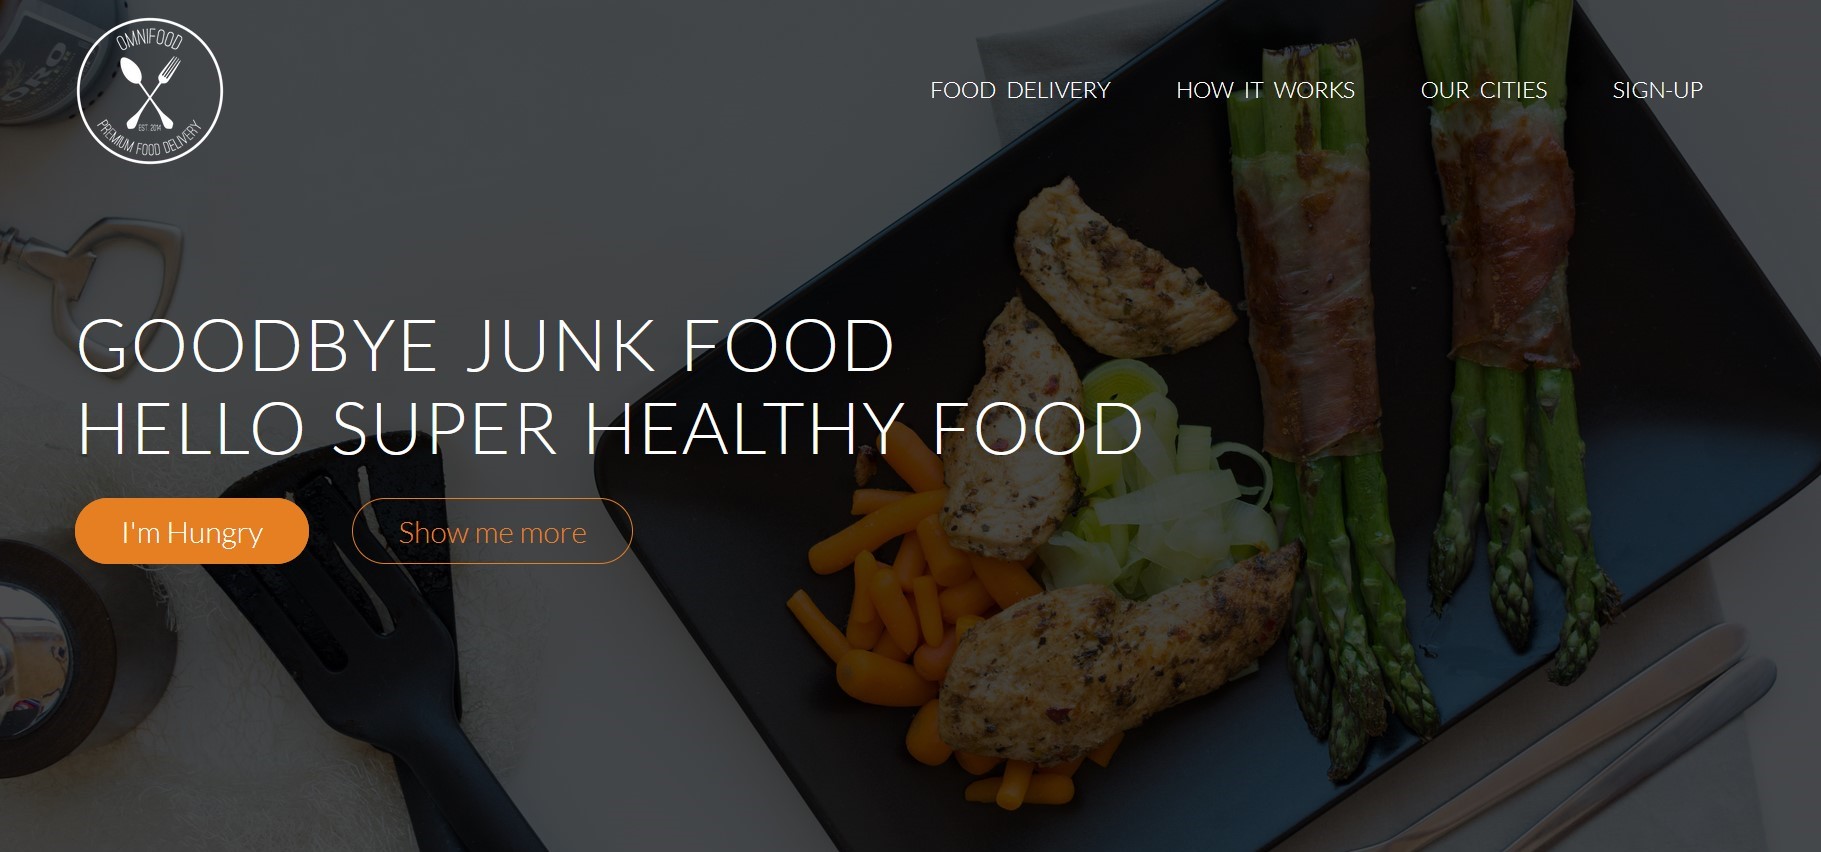 OMNIFOOD
EST. 2014
PREMIUM FOOD DELIVERY
FOOD DELIVERY HOW IT WORKS OUR CITIES SIGN-UP
GOODBYE JUNK FOOD
HELLO SUPER HEALTHY FOOD
I'm Hungry Show me more